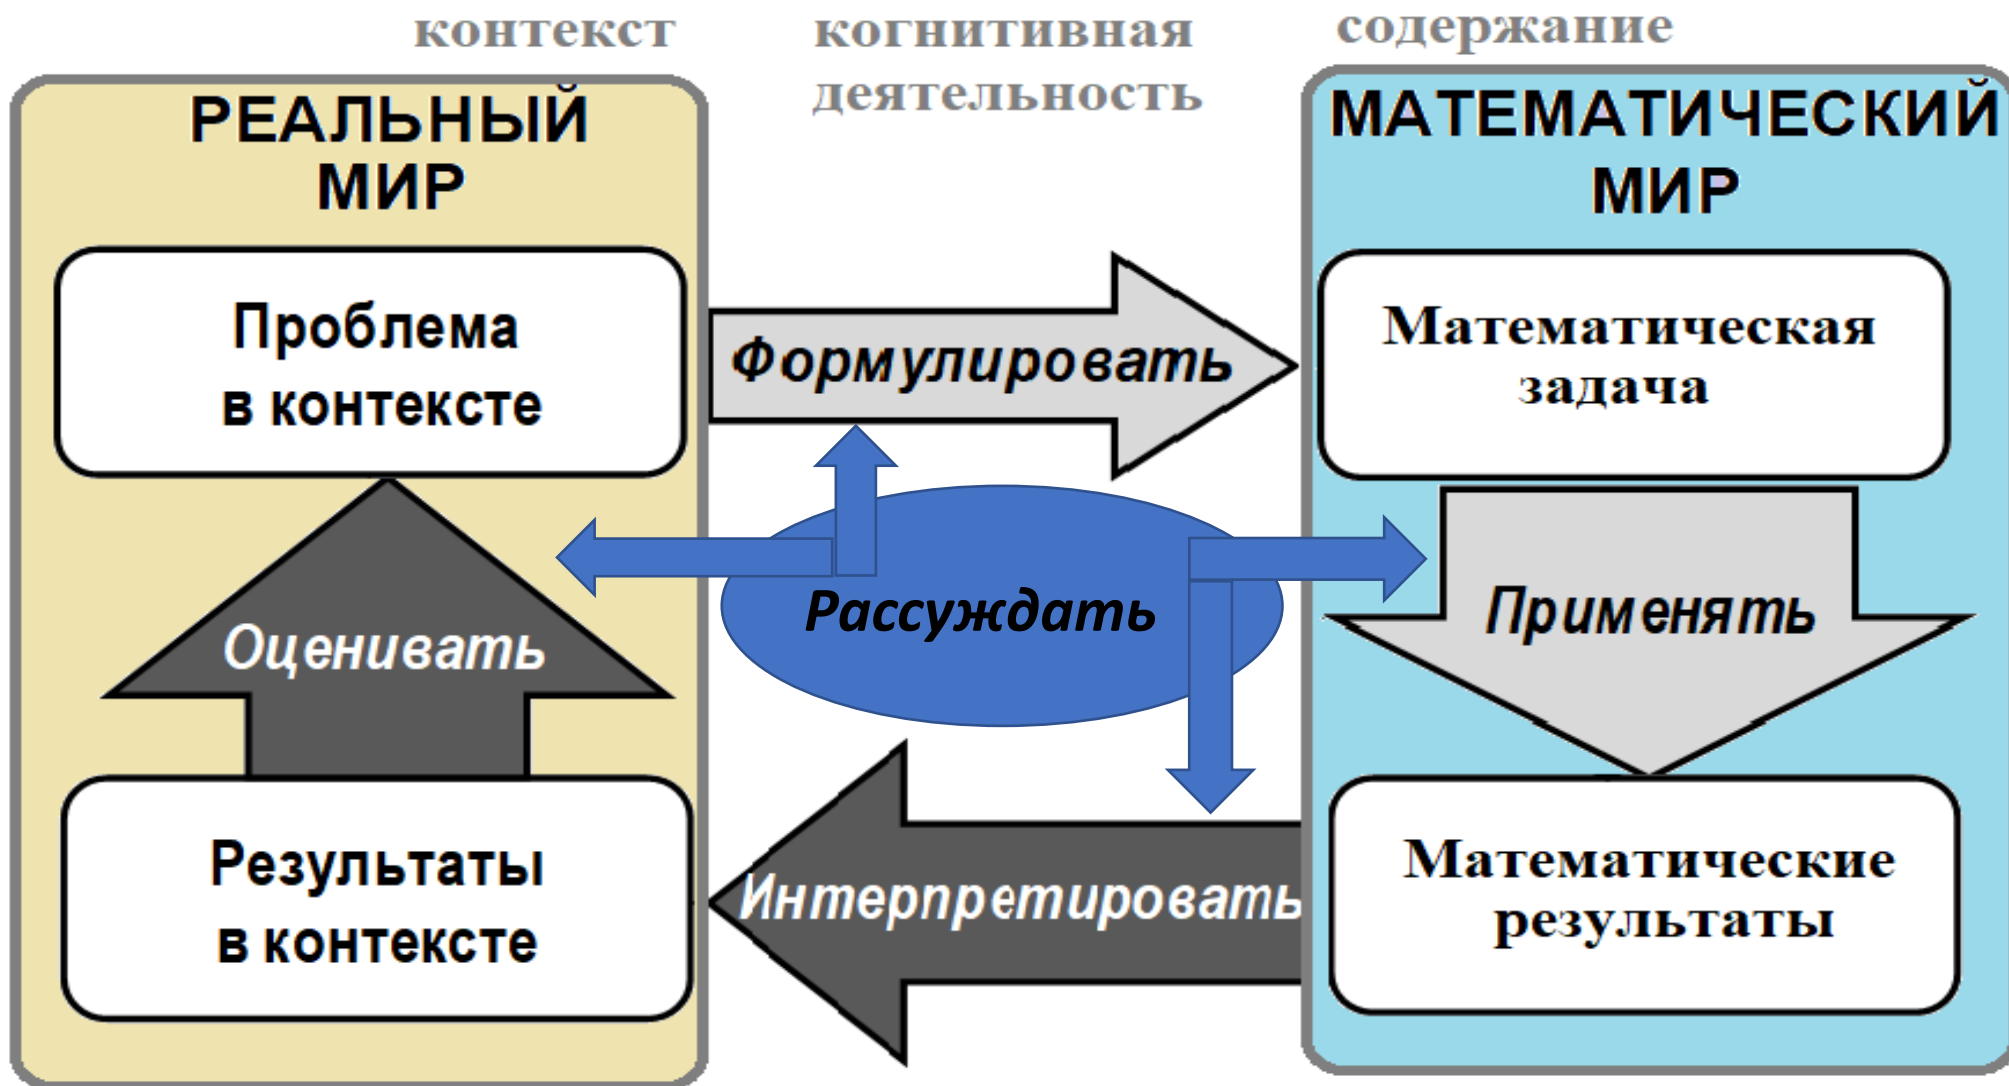 контекст
когнитивная
деятельность
содержание
РЕАЛЬНЫЙ
МИР
МАТЕМАТИЧЕСКИЙ
МИР
Проблема
в контексте
Формулировать
Математическая
задача
Оценивать
Рассуждать
Применять
Результаты
в контексте
Интерпретировать
Математические
результаты